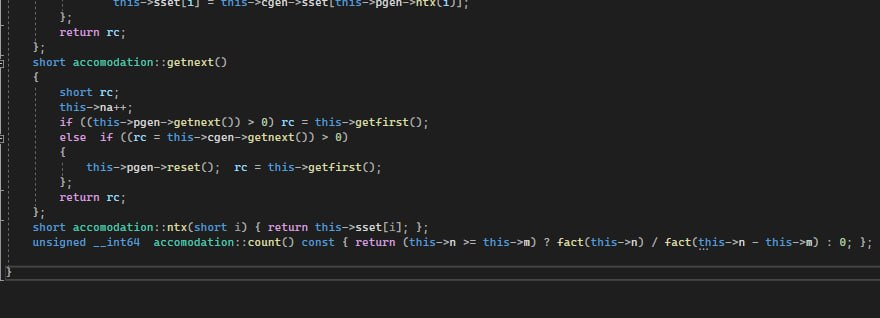 this->sset[i] = this->cgen->sset[this->pgen->ntx(i)];
};
return rc;
};
short accomodation::getnext()
{
short rc;
this->na++;
if ((this->pgen->getnext()) > 0) rc = this->getfirst();
else  if ((rc = this->cgen->getnext()) > 0)
{
this->pgen->reset();  rc = this->getfirst();
};
return rc;
};
short accomodation::ntx(short i) { return this->sset[i]; };
unsigned __int64  accomodation::count() const { return (this->n >= this->m) ? fact(this->n) / fact(this->n - this->m) : 0; };
}